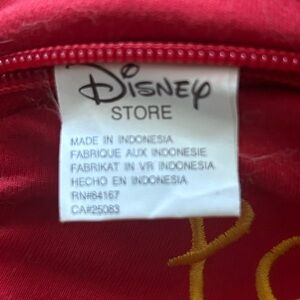 Disney
STORE
MADE IN INDONESIA
FABRIQUE AUX INDONESIE
FABRIKAT IN VR INDONESIA
HECHO EN INDONESIA
RN#64167
CA#25083
Po